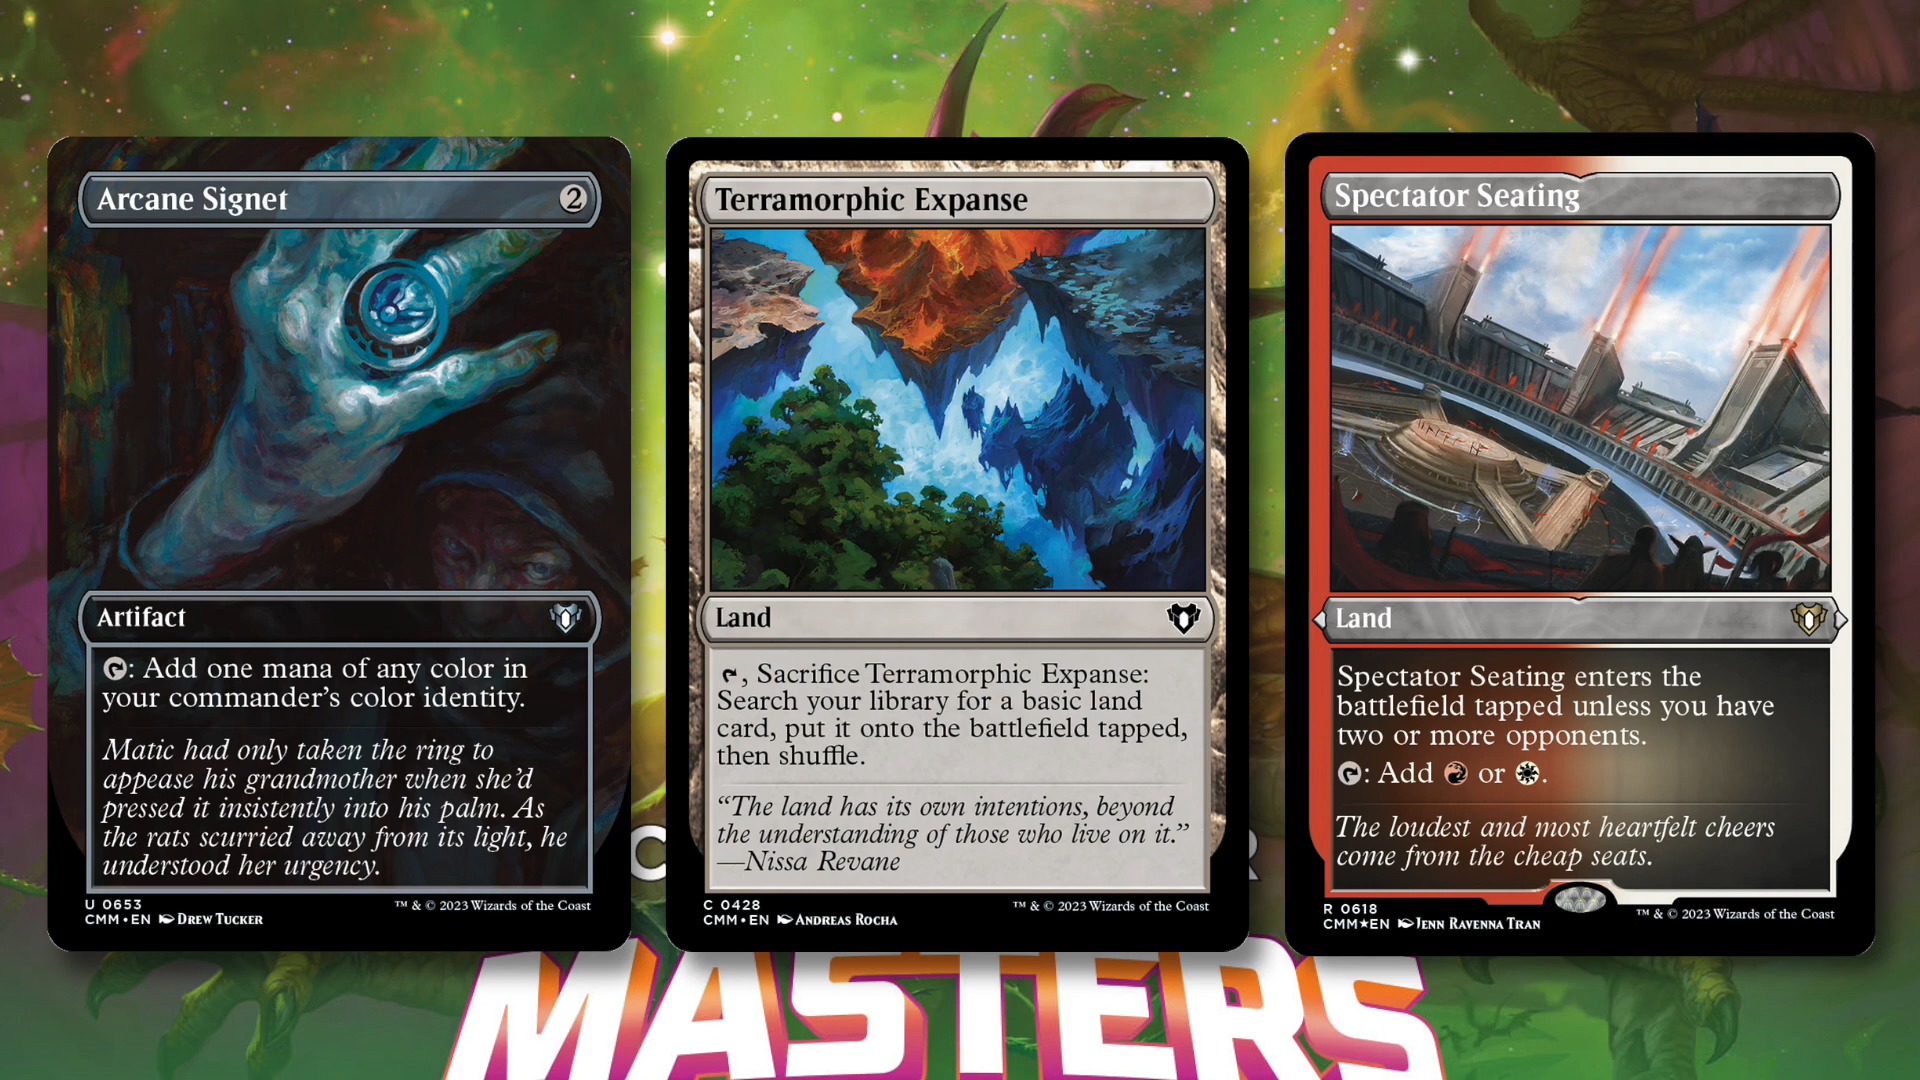 Arcane Signet 2
Artifact
: Add one mana of any color in
your commander's color identity.
Matic had only taken the ring to
appease his grandmother when she'd
pressed it insistently into his palm. As
the rats scurried away from its light, he
understood her urgency.
U 0653
CMM • EN DREW TUCKER
™ & © 2023 Wizards of the Coast
Terramorphic Expanse
Land
, Sacrifice Terramorphic Expanse:
Search your library for a basic land
card, put it onto the battlefield tapped,
then shuffle.
"The land has its own intentions, beyond
the understanding of those who live on it."
—Nissa Revane
C 0428
CMM • EN ANDREAS ROCHA
™ & © 2023 Wizards of the Coast
Spectator Seating
Land
Spectator Seating enters the
battlefield tapped unless you have
two or more opponents.
: Add or .
The loudest and most heartfelt cheers
come from the cheap seats.
R 0618
CMM★EN JENN RAVENNA TRAN
™ & © 2023 Wizards of the Coast
MASTERS